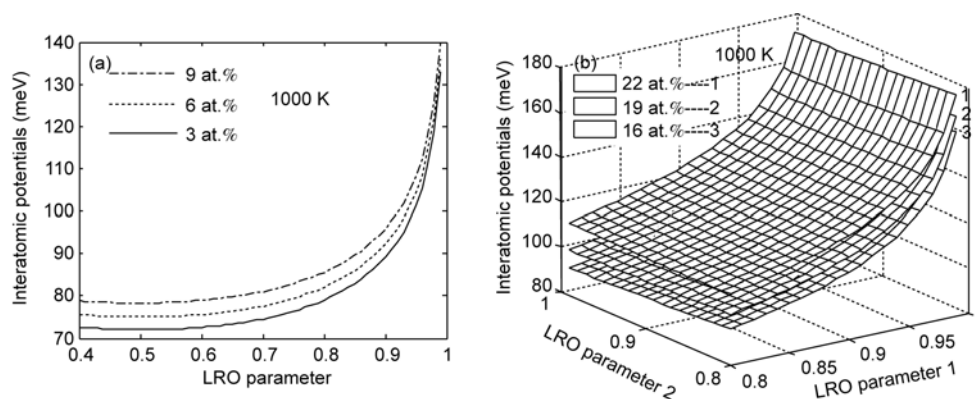 (a)
9 at.%
6 at.%
3 at.%
1000 K
Interatomic potentials (meV)
140
130
120
110
100
90
80
70
0.4 0.5 0.6 0.7 0.8 0.9 1
LRO parameter
(b)
22 at.%----1
19 at.%----2
16 at.%----3
1000 K
Interatomic potentials (meV)
180
160
140
120
100
80
1
0.9
0.8
LRO parameter 2
0.8 0.85 0.9 0.95
LRO parameter 1
2
3